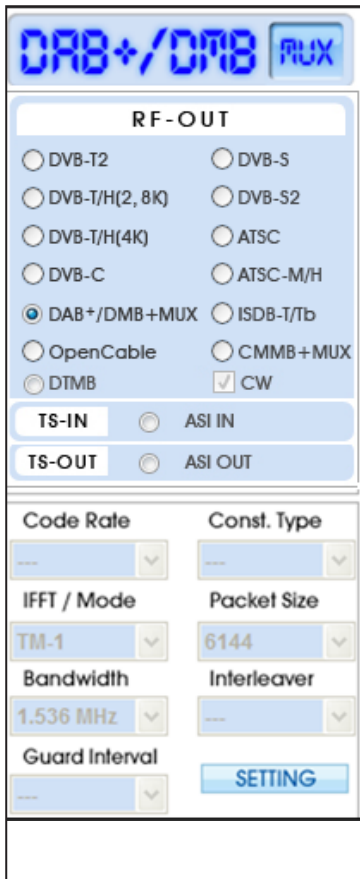 DAB+/DMB MUX
RF-OUT
DVB-T2 DVB-S
DVB-T/H(2, 8K) DVB-S2
DVB-T/H(4K) ATSC
DVB-C ATSC-M/H
DAB+/DMB+MUX ISDB-T/Tb
OpenCable CMMB+MUX
DTMB CW
TS-IN ASI IN
TS-OUT ASI OUT
Code Rate Const. Type
--- ---
IFFT / Mode Packet Size
TM-1 6144
Bandwidth Interleaver
1.536 MHz ---
Guard Interval
--- SETTING